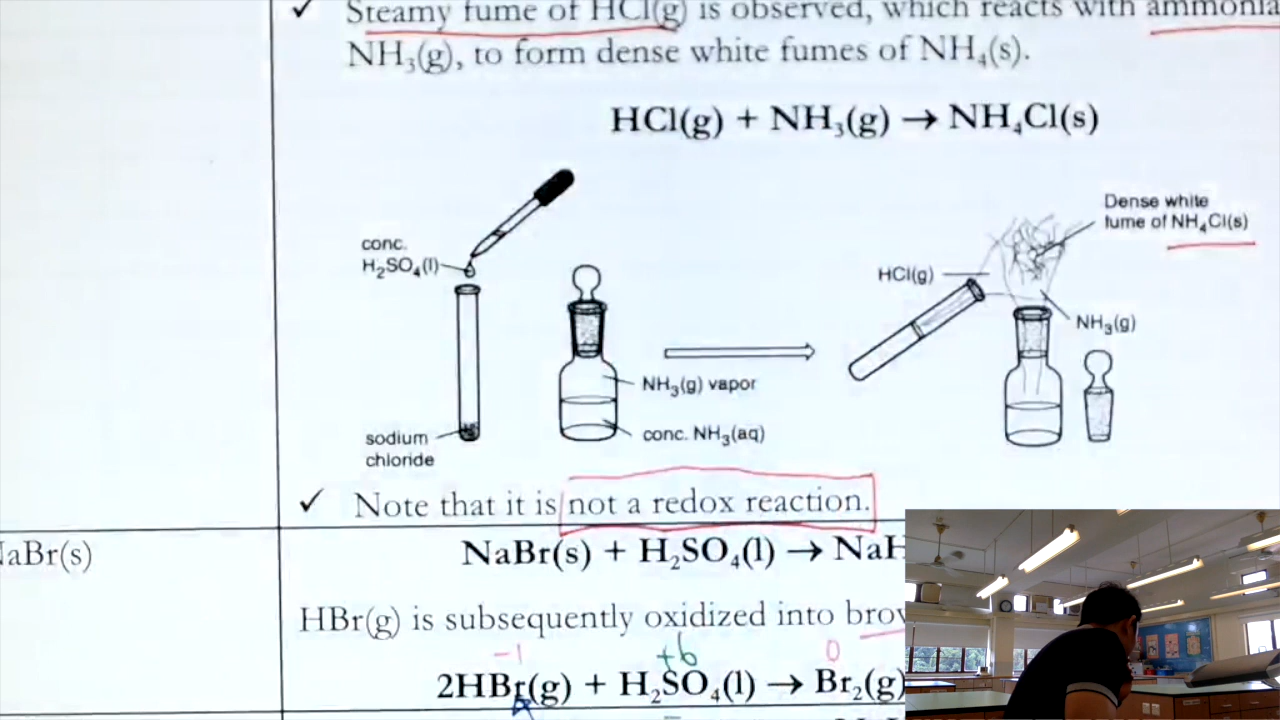 ✓ Steamy fume of HCl(g) is observed, which reacts with ammonia
NH₃(g), to form dense white fumes of NH₄(s).
HCl(g) + NH₃(g) → NH₄Cl(s)
conc.
H₂SO₄(l)
sodium
chloride
NH₃(g) vapor
conc. NH₃(aq)
HCl(g)
Dense white
fume of NH₄Cl(s)
NH₃(g)
✓ Note that it is not a redox reaction.
NaBr(s)
NaBr(s) + H₂SO₄(l) → NaH
HBr(g) is subsequently oxidized into
-1 +6 0
2HBr(g) + H₂SO₄(l) → Br₂(g)